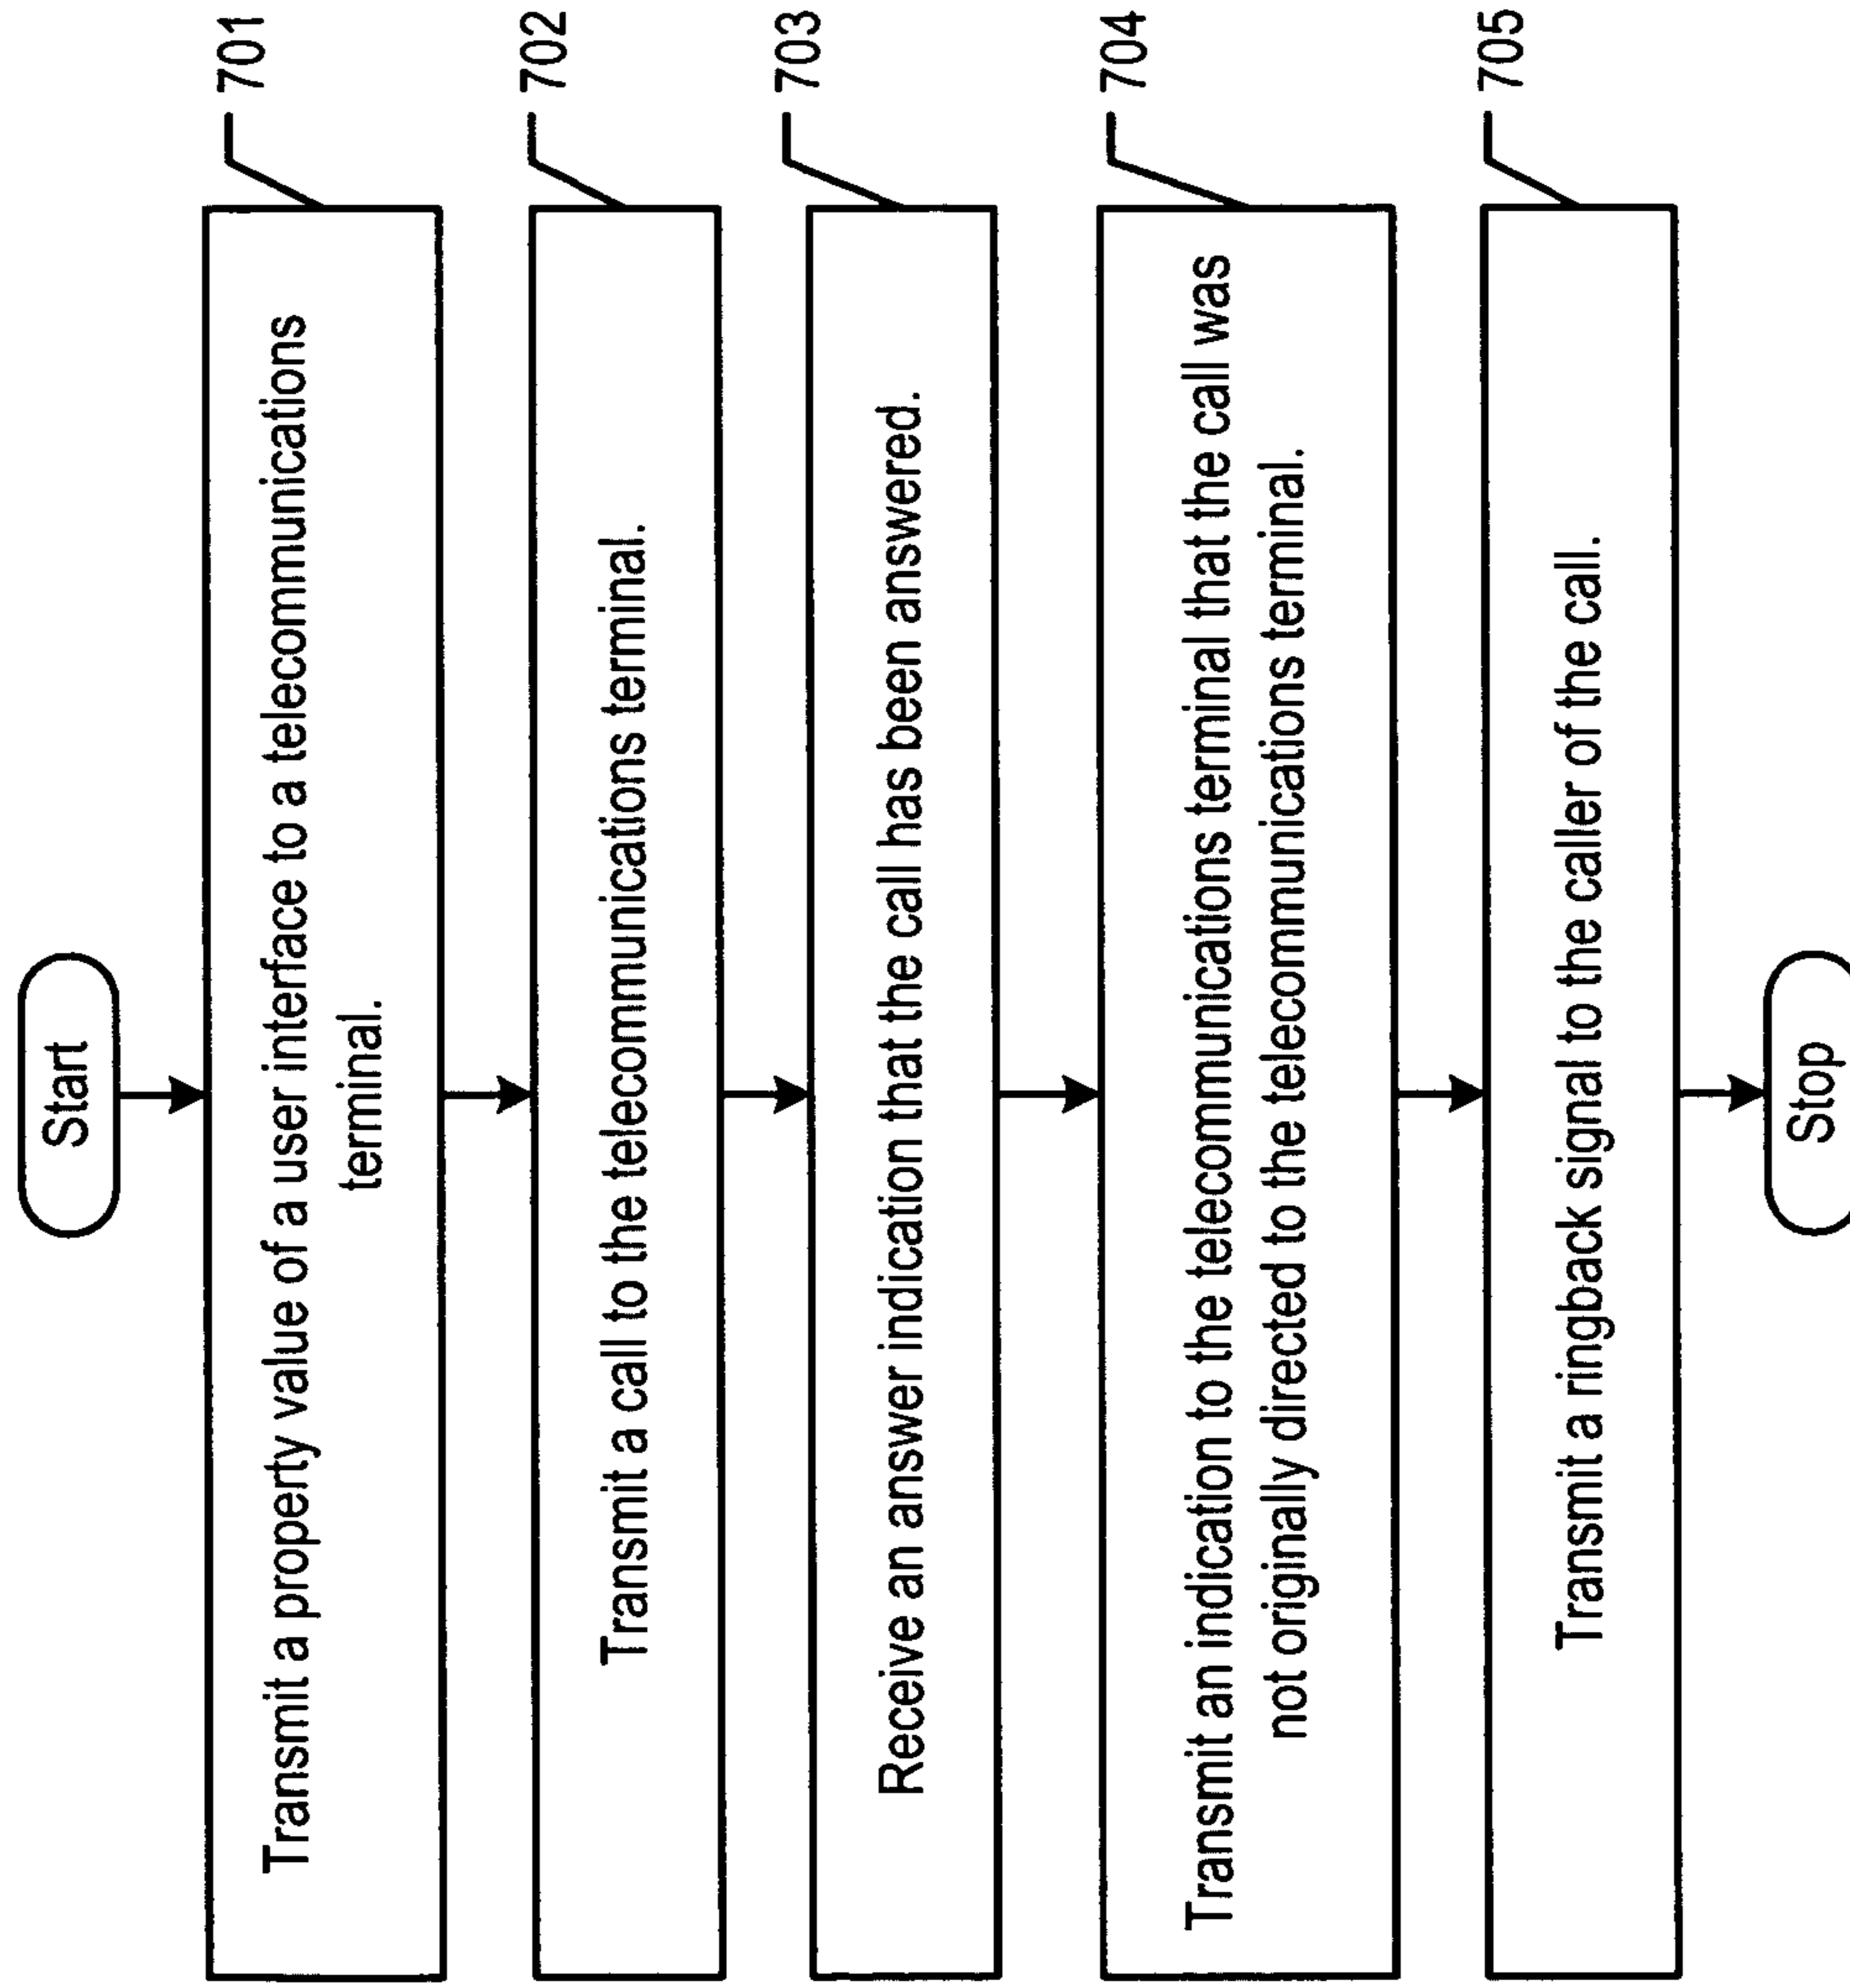 Start
Transmit a property value of a user interface to a telecommunications
terminal.
701
Transmit a call to the telecommunications terminal.
702
Receive an answer indication that the call has been answered.
703
Transmit an indication to the telecommunications terminal that the call was
not originally directed to the telecommunications terminal.
704
Transmit a ringback signal to the caller of the call.
705
Stop